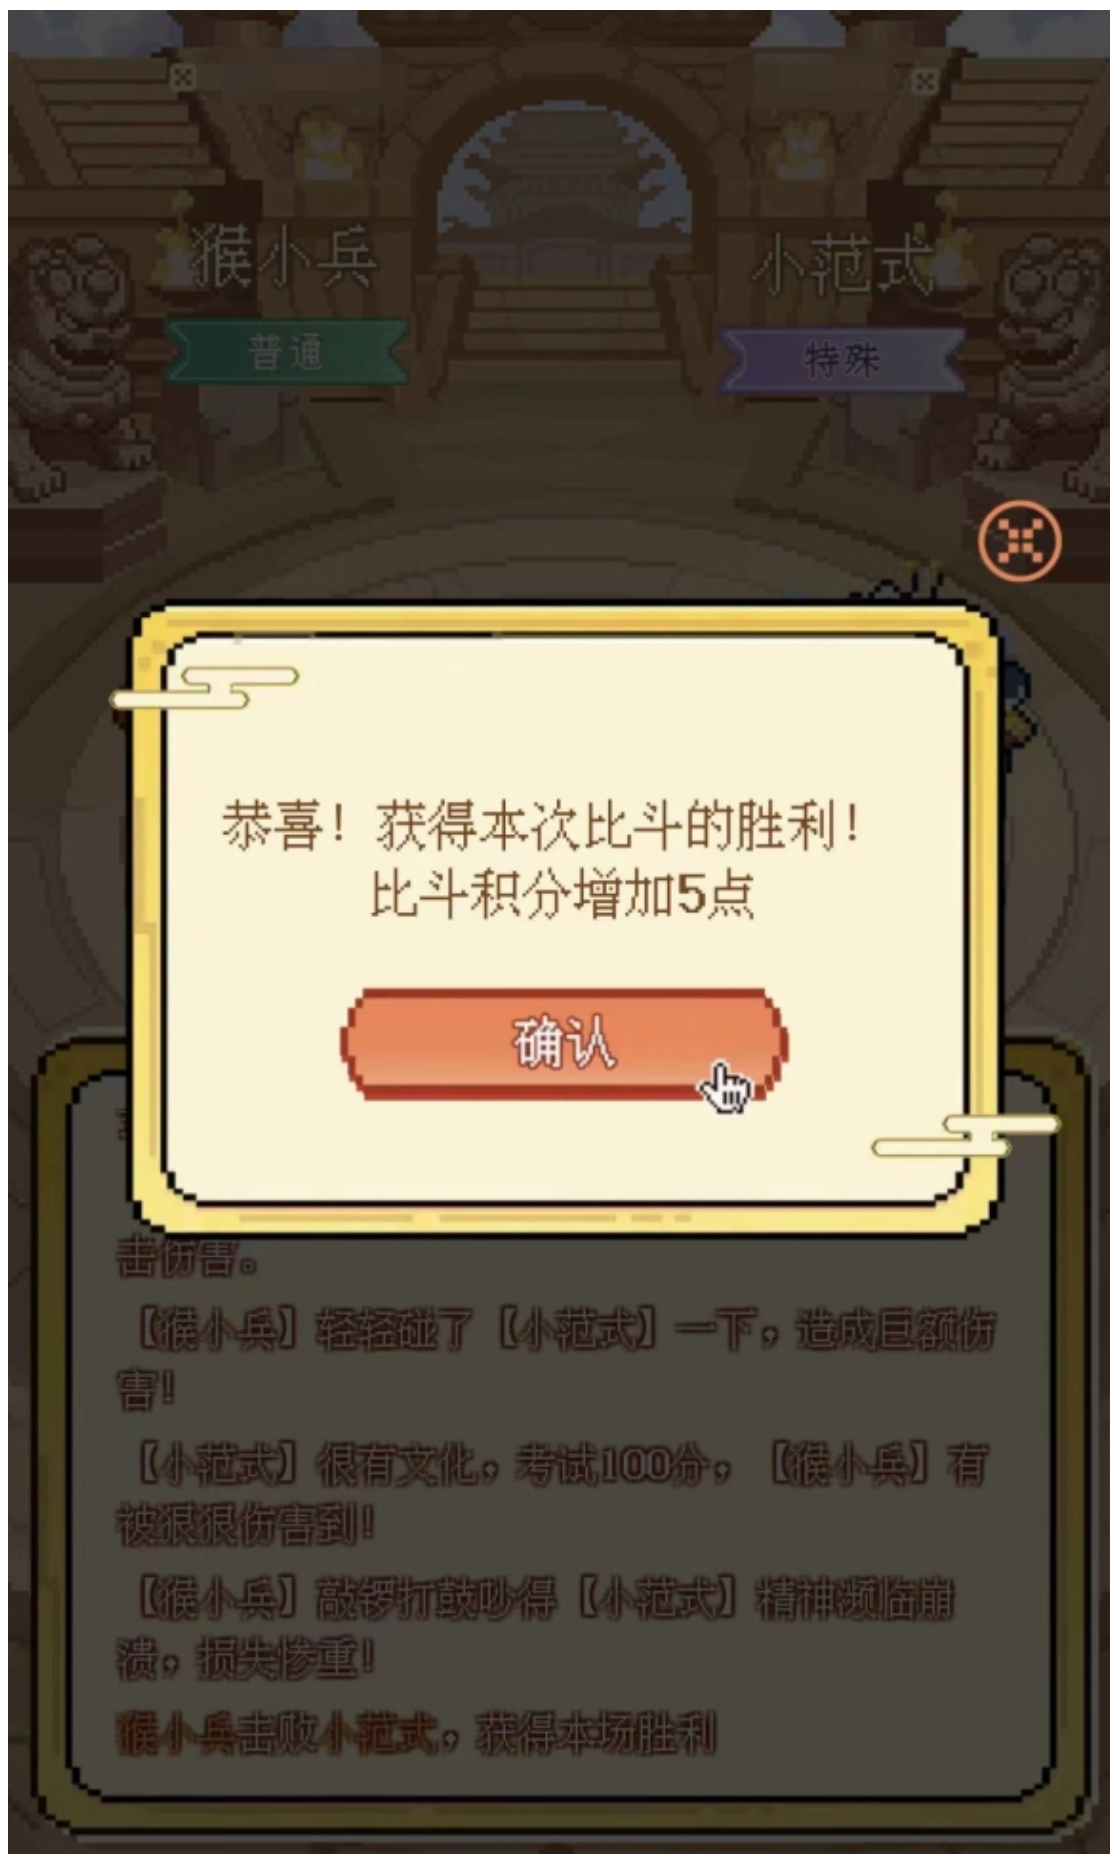 猴小兵
小范式
普通
特殊
恭喜！获得本次比斗的胜利！
比斗积分增加5点
确认
击伤害。
【猴小兵】轻轻碰了【小范式】一下，造成巨额伤
害！
【小范式】很有文化，考试100分，【猴小兵】有
被狠狠伤害到！
【猴小兵】敲锣打鼓吵得【小范式】精神濒临崩
溃，损失惨重！
猴小兵击败小范式，获得本场胜利